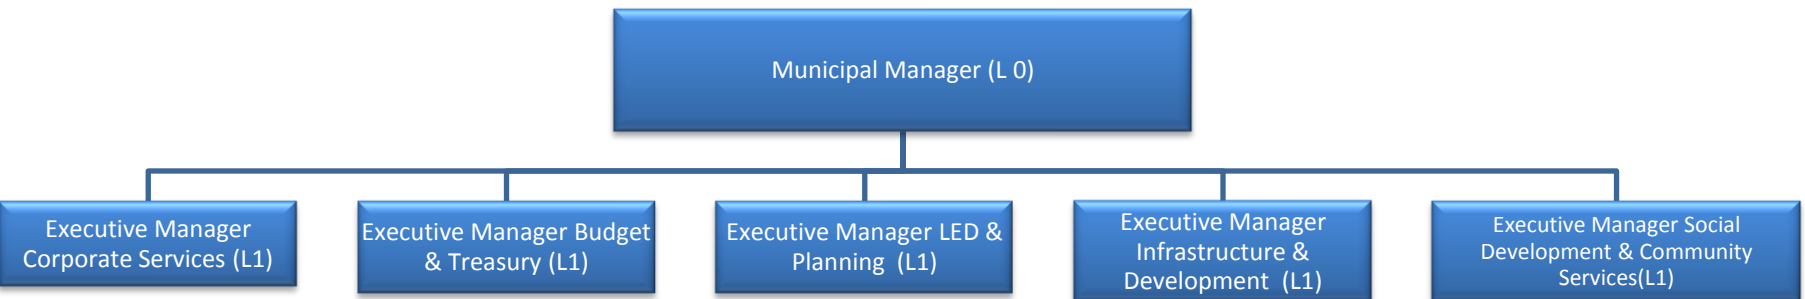 Municipal Manager (L 0)
Executive Manager
Corporate Services (L1)
Executive Manager Budget
& Treasury (L1)
Executive Manager LED &
Planning  (L1)
Executive Manager
Infrastructure &
Development  (L1)
Executive Manager Social
Development & Community
Services(L1)